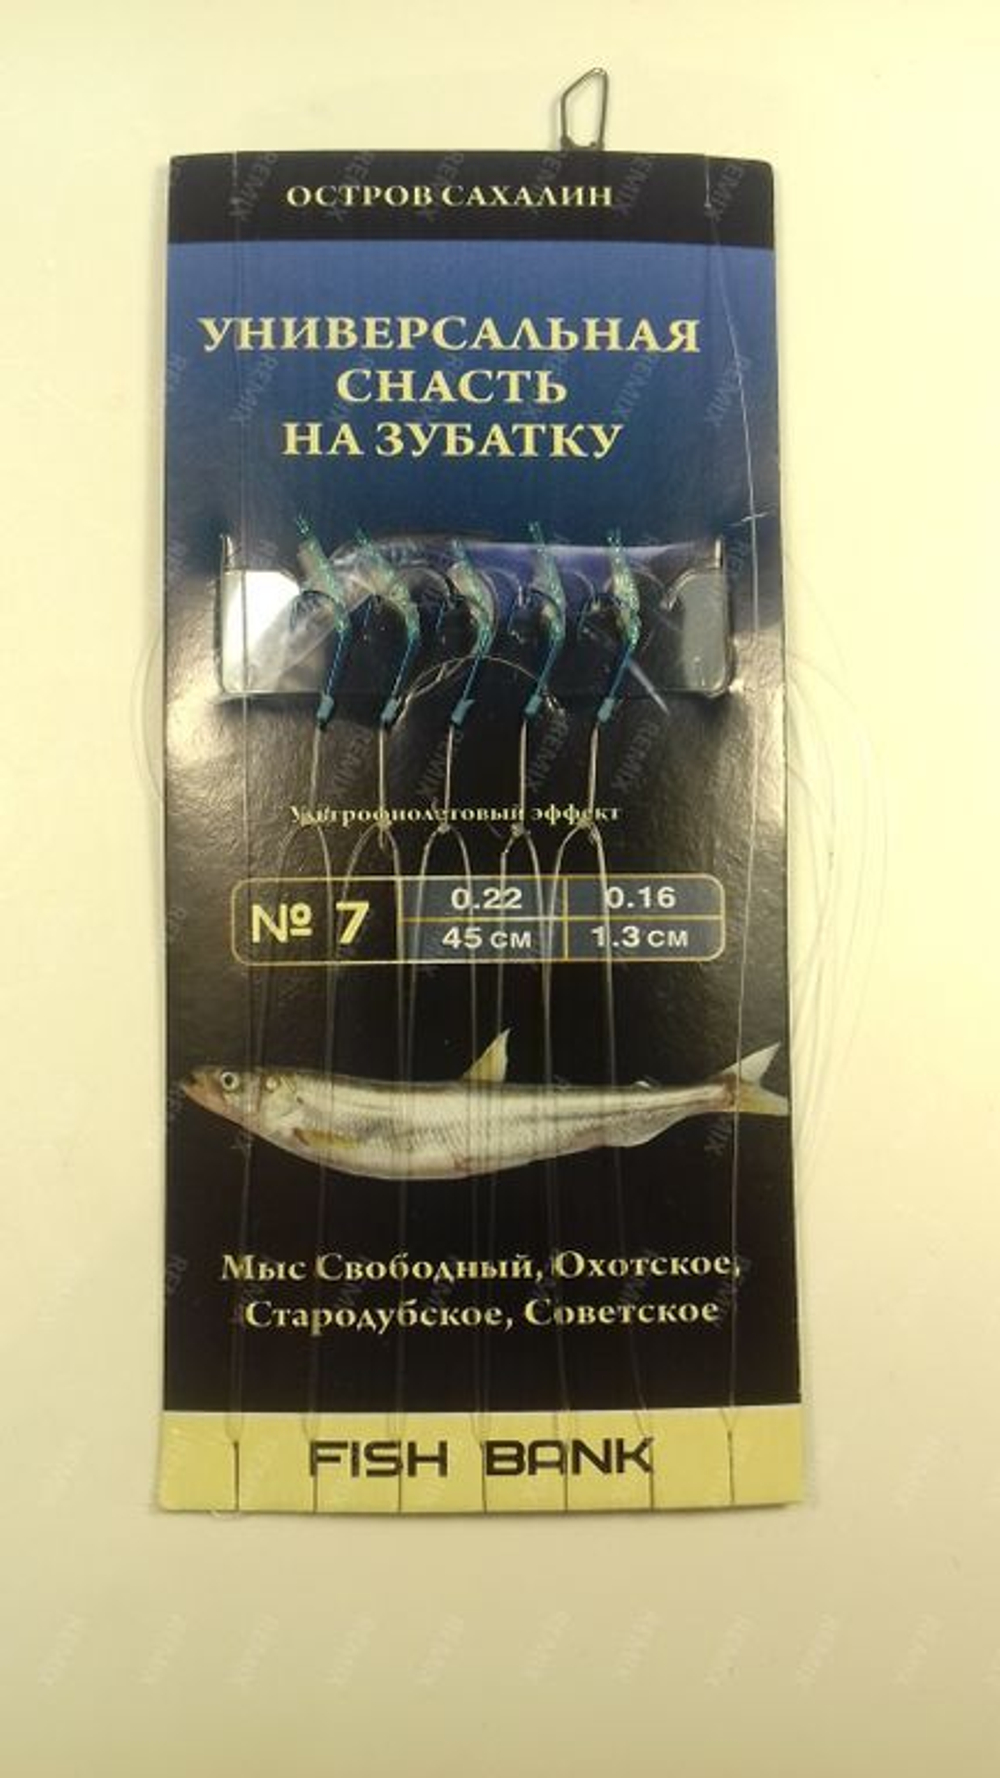 ОСТРОВ САХАЛИН
УНИВЕРСАЛЬНАЯ
СНАСТЬ
НА ЗУБАТКУ
Ультрофиолетовый эффект
№ 7
0.22 0.16
45 СМ 1.3 СМ
Мыс Свободный, Охотское,
Стародубское, Советское
FISH BANK
REMIX